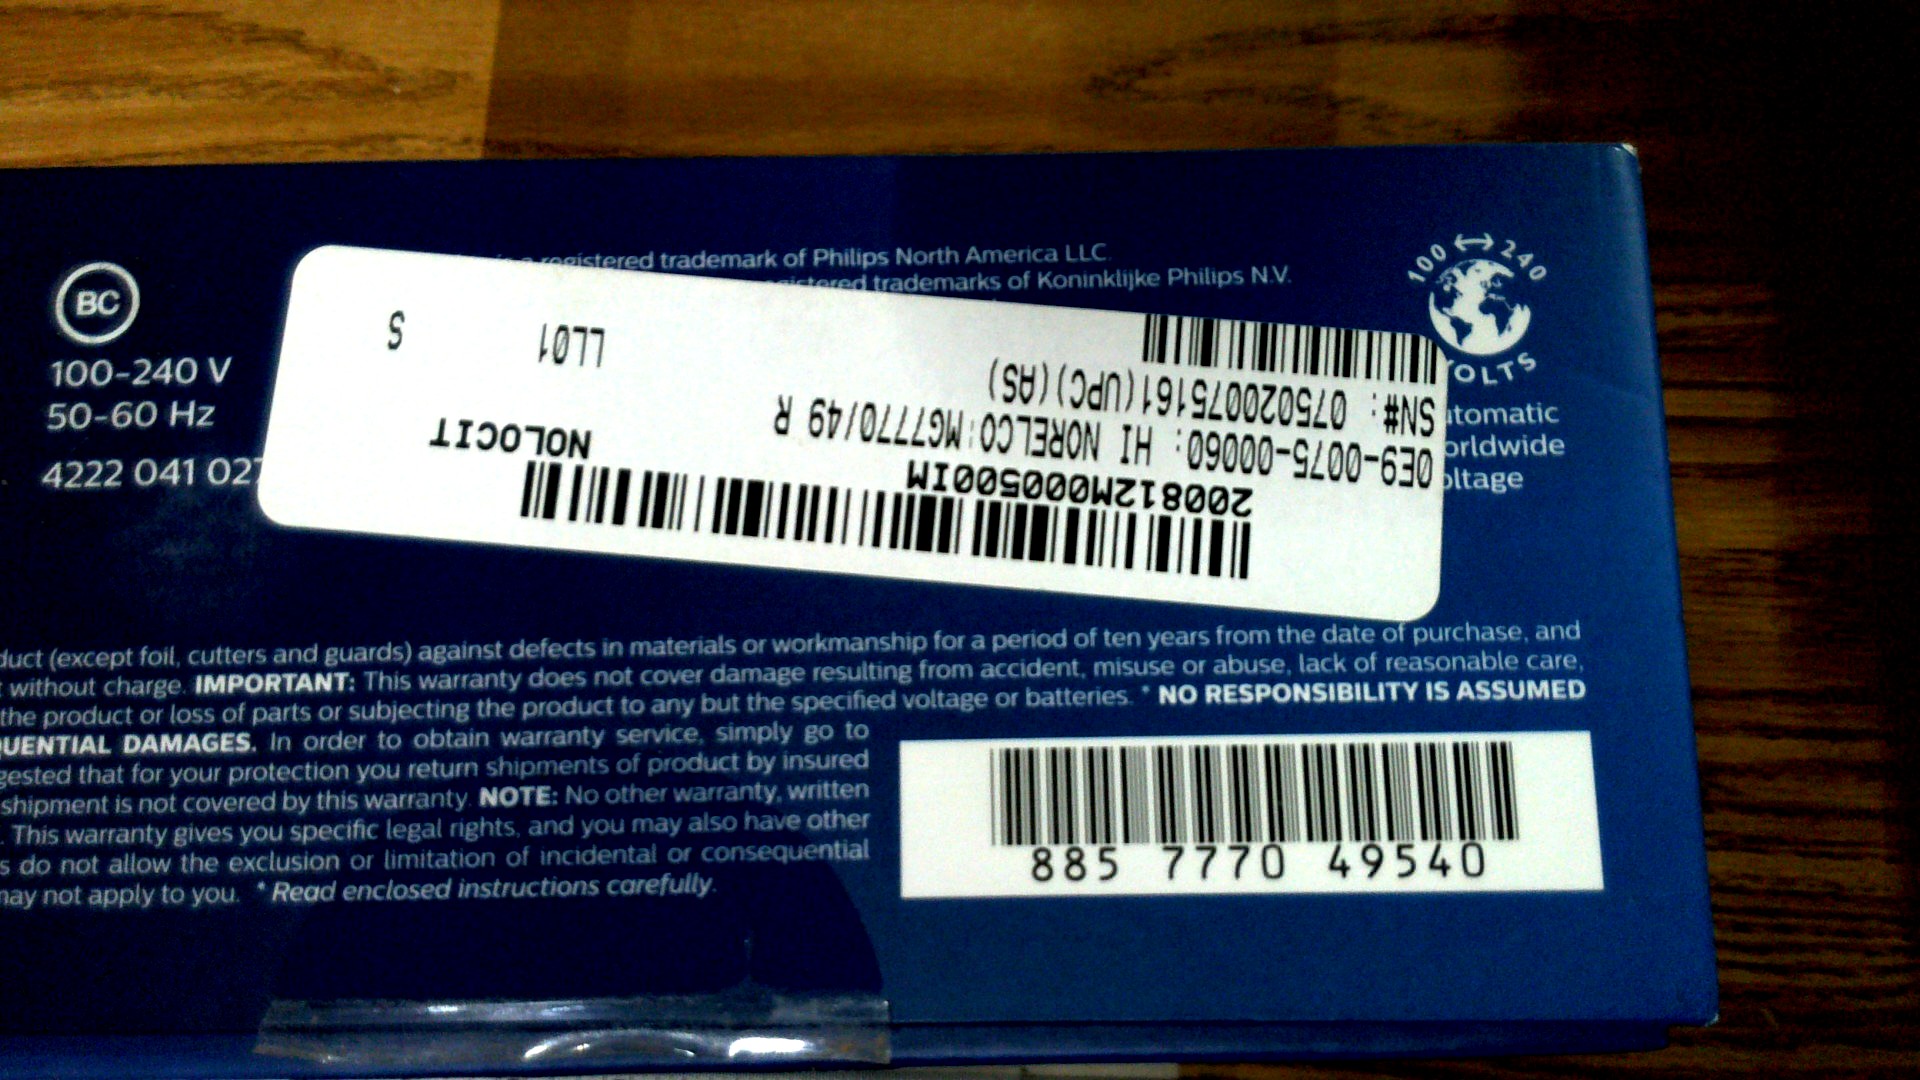 registered trademark of Philips North America LLC.
registered trademarks of Koninklijke Philips N.V.
BC
100-240 V
50-60 Hz
4222 041 027
100 ↔ 240
VOLTS
utomatic
orldwide
oltage
200812M000500IM
NOLOCIT
0E9-0075-00060: HI NORELCO:MG7770/49 R
SN#: 075020075161(UPC)(AS)
LL01 S
duct (except foil, cutters and guards) against defects in materials or workmanship for a period of ten years from the date of purchase, and
without charge. IMPORTANT: This warranty does not cover damage resulting from accident, misuse or abuse, lack of reasonable care,
the product or loss of parts or subjecting the product to any but the specified voltage or batteries. * NO RESPONSIBILITY IS ASSUMED
QUENTIAL DAMAGES. In order to obtain warranty service, simply go to
gested that for your protection you return shipments of product by insured
shipment is not covered by this warranty. NOTE: No other warranty, written
. This warranty gives you specific legal rights, and you may also have other
s do not allow the exclusion or limitation of incidental or consequential
may not apply to you. * Read enclosed instructions carefully.
885 7770 49540